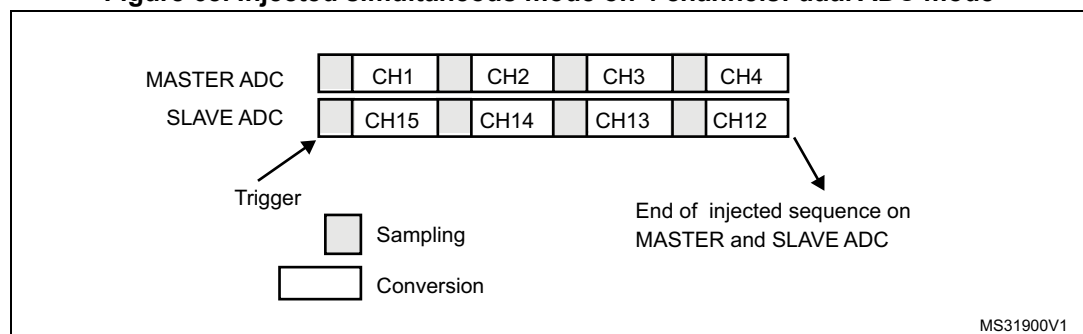 Figure 68. Injected simultaneous mode on 4 channels: dual ADC mode
MASTER ADC CH1 CH2 CH3 CH4
SLAVE ADC CH15 CH14 CH13 CH12
Trigger
End of injected sequence on
MASTER and SLAVE ADC
Sampling
Conversion
MS31900V1